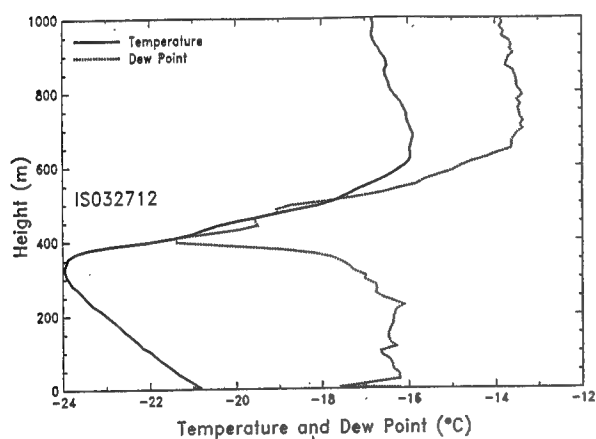 1000
Temperature
Dew Point
800
600
ISO32712
400
200
0
Height (m)
-24 -22 -20 -18 -16 -14 -12
Temperature and Dew Point (°C)